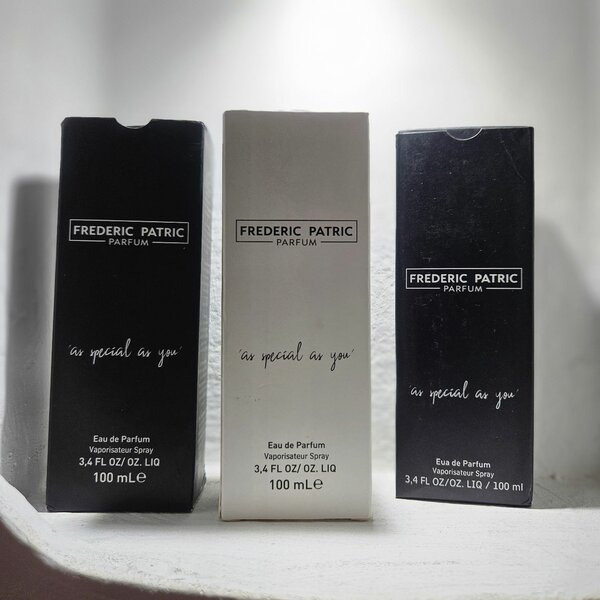 FREDERIC PATRIC
PARFUM
'as special as you'
Eau de Parfum
Vaporisateur Spray
3,4 FL OZ/ OZ. LIQ
100 mL℮
FREDERIC PATRIC
PARFUM
'as special as you'
Eau de Parfum
Vaporisateur Spray
3,4 FL OZ/ OZ. LIQ
100 mL℮
FREDERIC PATRIC
PARFUM
'as special as you'
Eua de Parfum
Vaporisateur Spray
3,4 FL OZ/OZ. LIQ / 100 ml